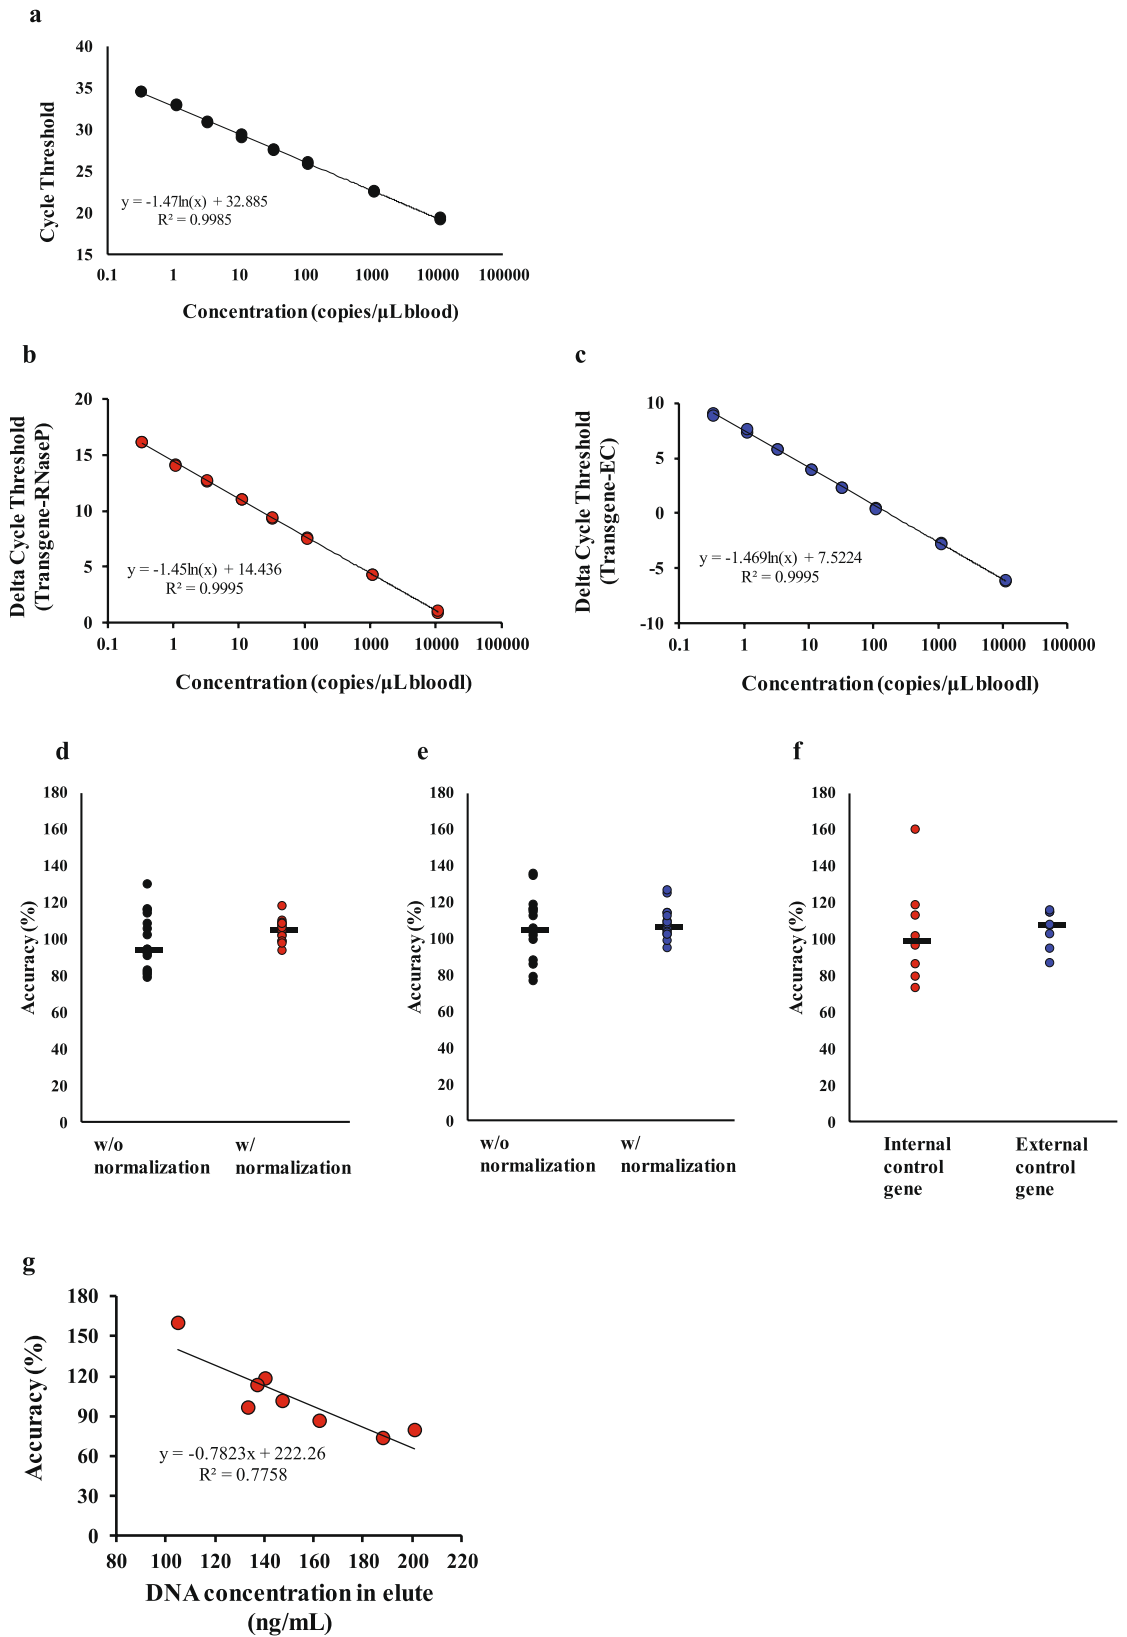 a
40
35
30
25
20
15
Cycle Threshold
y = -1.47ln(x) + 32.885
R² = 0.9985
0.1 1 10 100 1000 10000 100000
Concentration (copies/µLblood)
b
20
15
10
5
0
Delta Cycle Threshold
(Transgene-RNaseP)
y = -1.45ln(x) + 14.436
R² = 0.9995
0.1 1 10 100 1000 10000 100000
Concentration (copies/µLbloodl)
c
10
5
0
-5
-10
Delta Cycle Threshold
(Transgene-EC)
y = -1.469ln(x) + 7.5224
R² = 0.9995
0.1 1 10 100 1000 10000 100000
Concentration (copies/µLbloodl)
d
180
160
140
120
100
80
60
40
20
0
Accuracy (%)
w/o
normalization
w/
normalization
e
180
160
140
120
100
80
60
40
20
0
Accuracy (%)
w/o
normalization
w/
normalization
f
180
160
140
120
100
80
60
40
20
0
Accuracy (%)
Internal
control
gene
External
control
gene
g
180
150
120
90
60
30
0
Accuracy (%)
y = -0.7823x + 222.26
R² = 0.7758
80 100 120 140 160 180 200 220
DNA concentration in elute
(ng/mL)